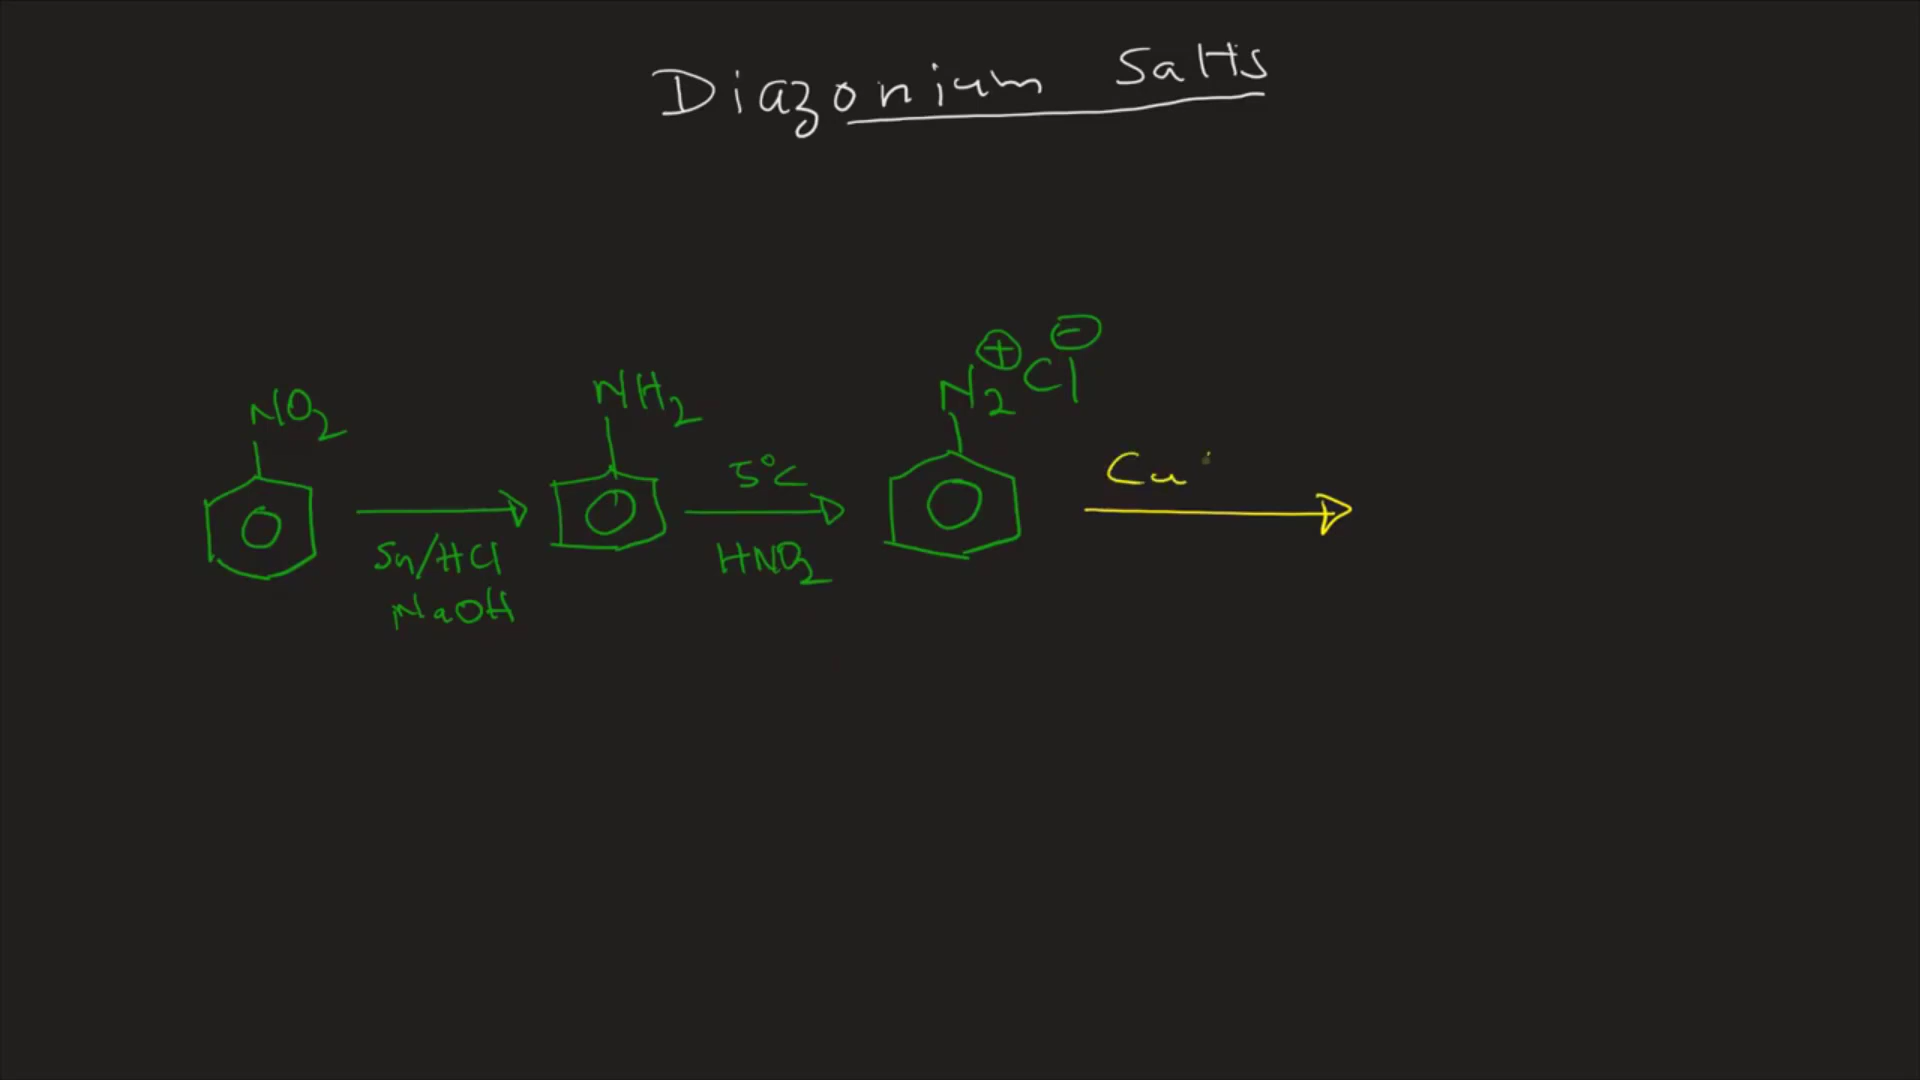 Diazonium Salts
NO2
Sn/HCl
NaOH
NH2
5°C
HNO2
N2⊕ Cl⊖
Cu